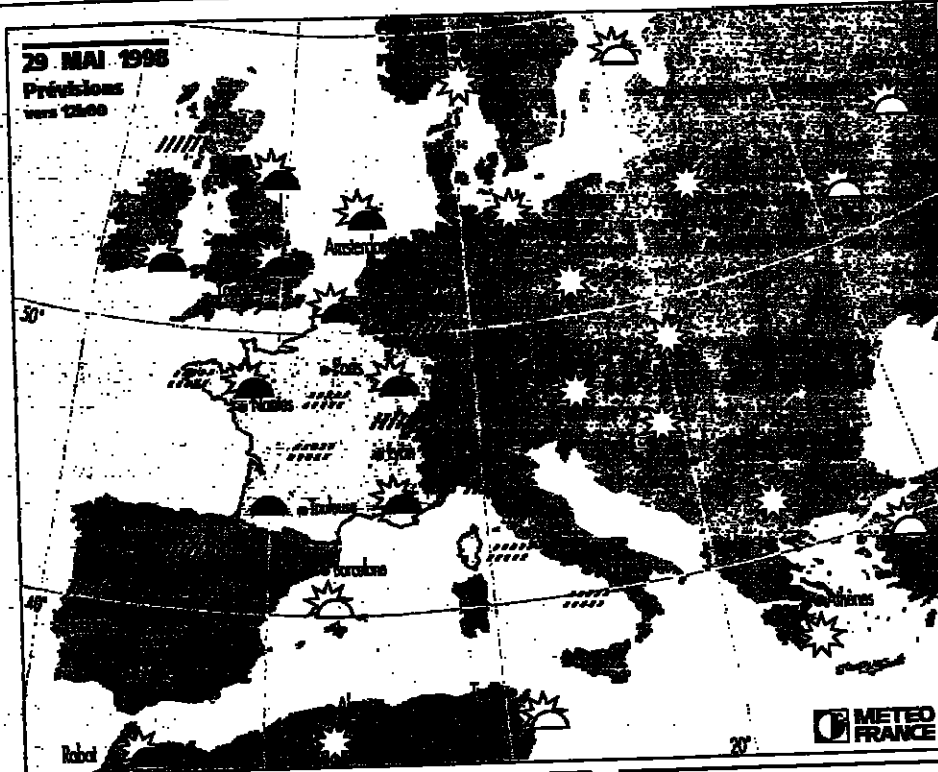 29 MAI 1998
Prévisions
vers 12h00
Amsterdam
50°
Paris
Nantes
Lyon
Toulouse
Barcelone
40°
Athènes
Rabat
20°
METEO
FRANCE